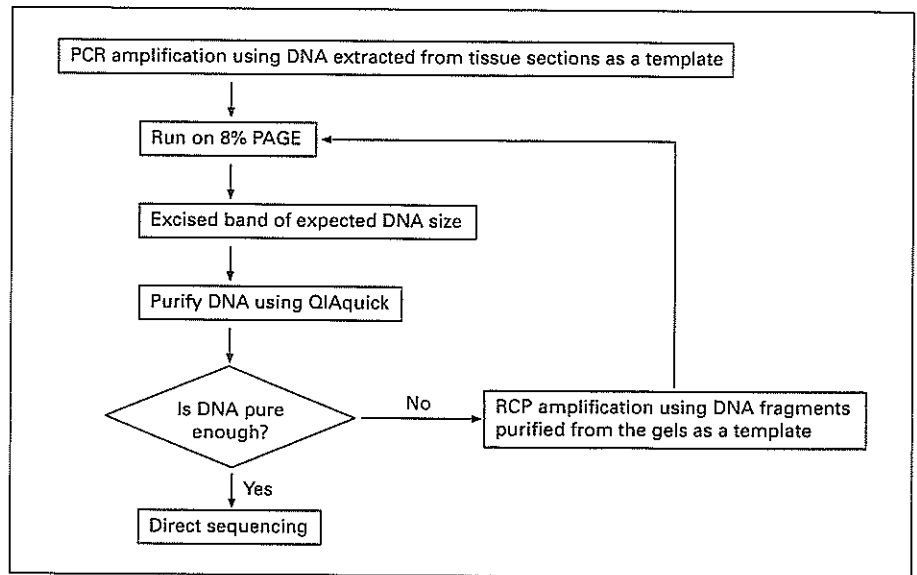 PCR amplification using DNA extracted from tissue sections as a template
Run on 8% PAGE
Excised band of expected DNA size
Purify DNA using QIAquick
Is DNA pure
enough?
No
RCP amplification using DNA fragments
purified from the gels as a template
Yes
Direct sequencing